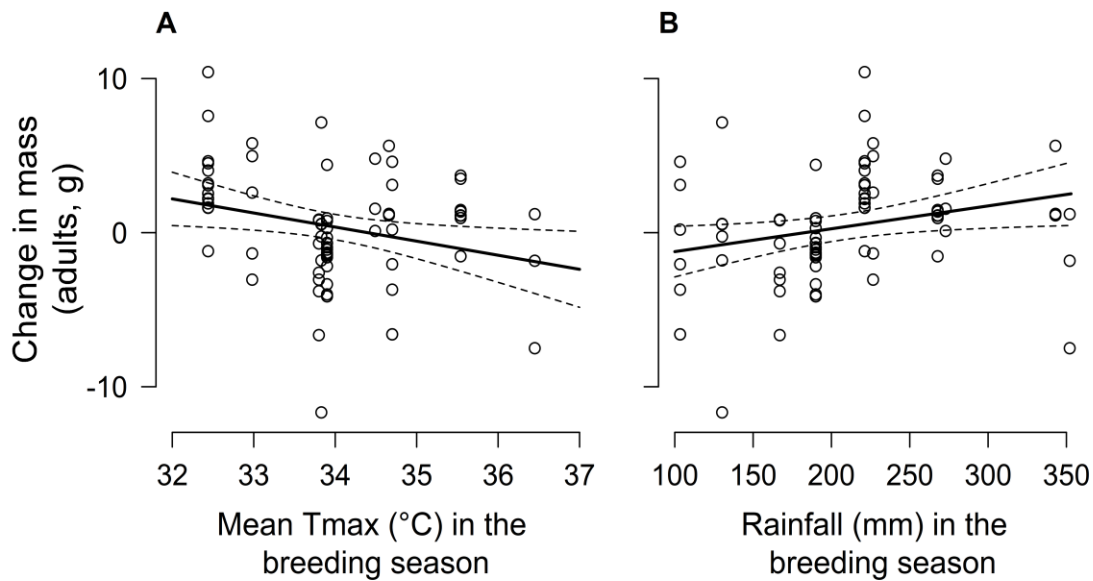 A
B
Change in mass
(adults, g)
10
0
-10
32 33 34 35 36 37
100 150 200 250 300 350
Mean Tmax (°C) in the
breeding season
Rainfall (mm) in the
breeding season